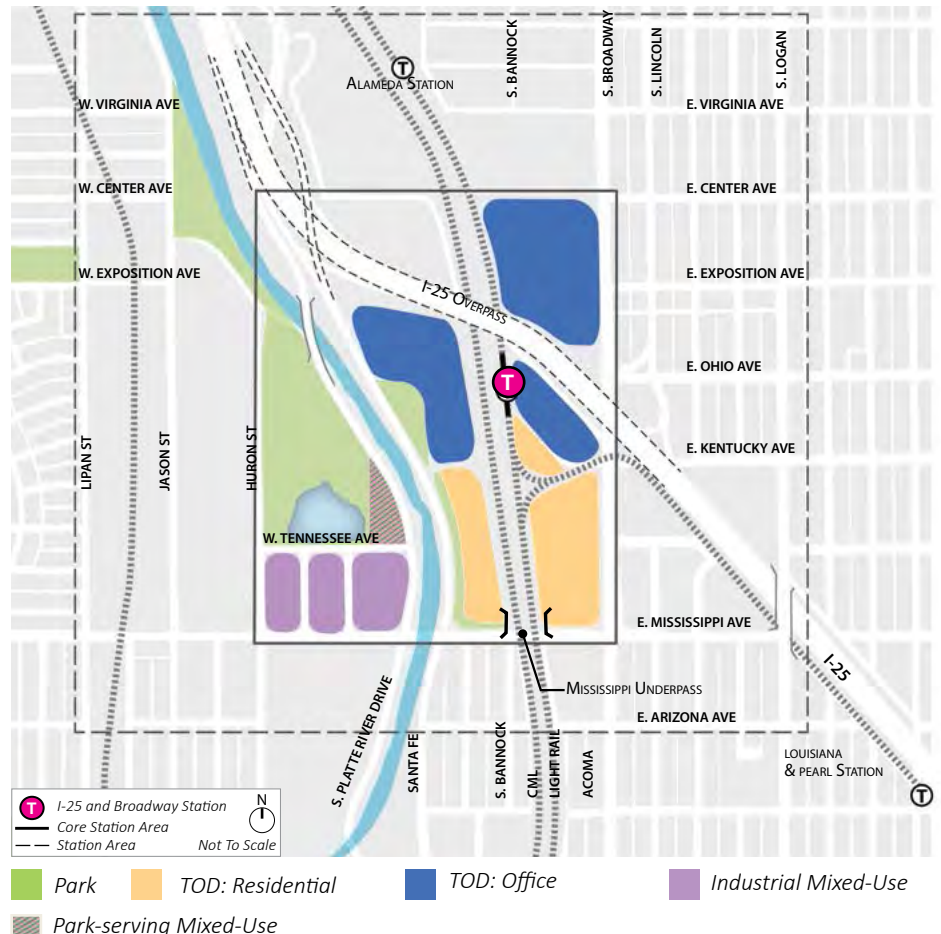 S. BANNOCK
S. BROADWAY
S. LINCOLN
S. LOGAN
T
ALAMEDA STATION
W. VIRGINIA AVE
E. VIRGINIA AVE
W. CENTER AVE
E. CENTER AVE
W. EXPOSITION AVE
E. EXPOSITION AVE
I-25 OVERPASS
E. OHIO AVE
T
E. KENTUCKY AVE
LIPAN ST
JASON ST
HURON ST
W. TENNESSEE AVE
E. MISSISSIPPI AVE
I-25
MISSISSIPPI UNDERPASS
E. ARIZONA AVE
S. PLATTE RIVER DRIVE
SANTA FE
S. BANNOCK
CML
LIGHT RAIL
ACOMA
LOUISIANA
& PEARL STATION
T
T I-25 and Broadway Station
Core Station Area
Station Area
N
Not To Scale
Park
TOD: Residential
TOD: Office
Industrial Mixed-Use
Park-serving Mixed-Use